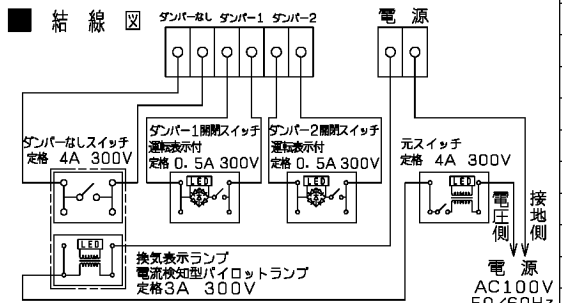 ■ 結線図
ダンパーなし ダンパー1 ダンパー2
電源
ダンパーなしスイッチ
定格 4A 300V
ダンパー1開閉スイッチ
運転表示付
定格 0.5A 300V
ダンパー2開閉スイッチ
運転表示付
定格 0.5A 300V
元スイッチ
定格 4A 300V
LED
LED
LED
LED
換気表示ランプ
電流検知型パイロットランプ
定格3A 300V
電圧側
接地側
電源
AC100V
50/60Hz